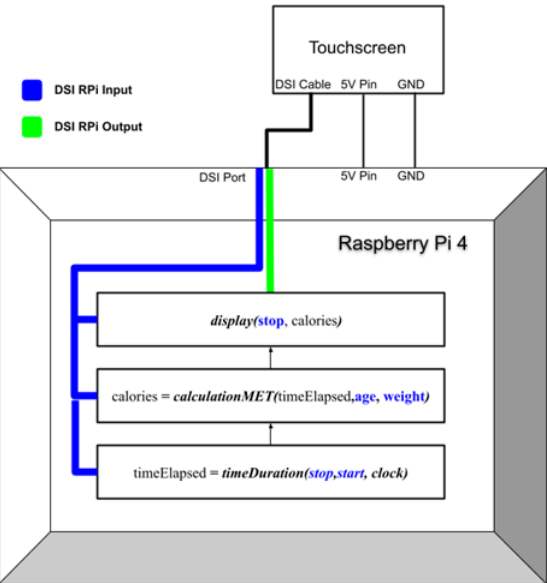 Touchscreen
DSI Cable 5V Pin GND
DSI RPi Input
DSI RPi Output
DSI Port 5V Pin GND
Raspberry Pi 4
display(stop, calories)
calories = calculationMET(timeElapsed,age, weight)
timeElapsed = timeDuration(stop,start, clock)